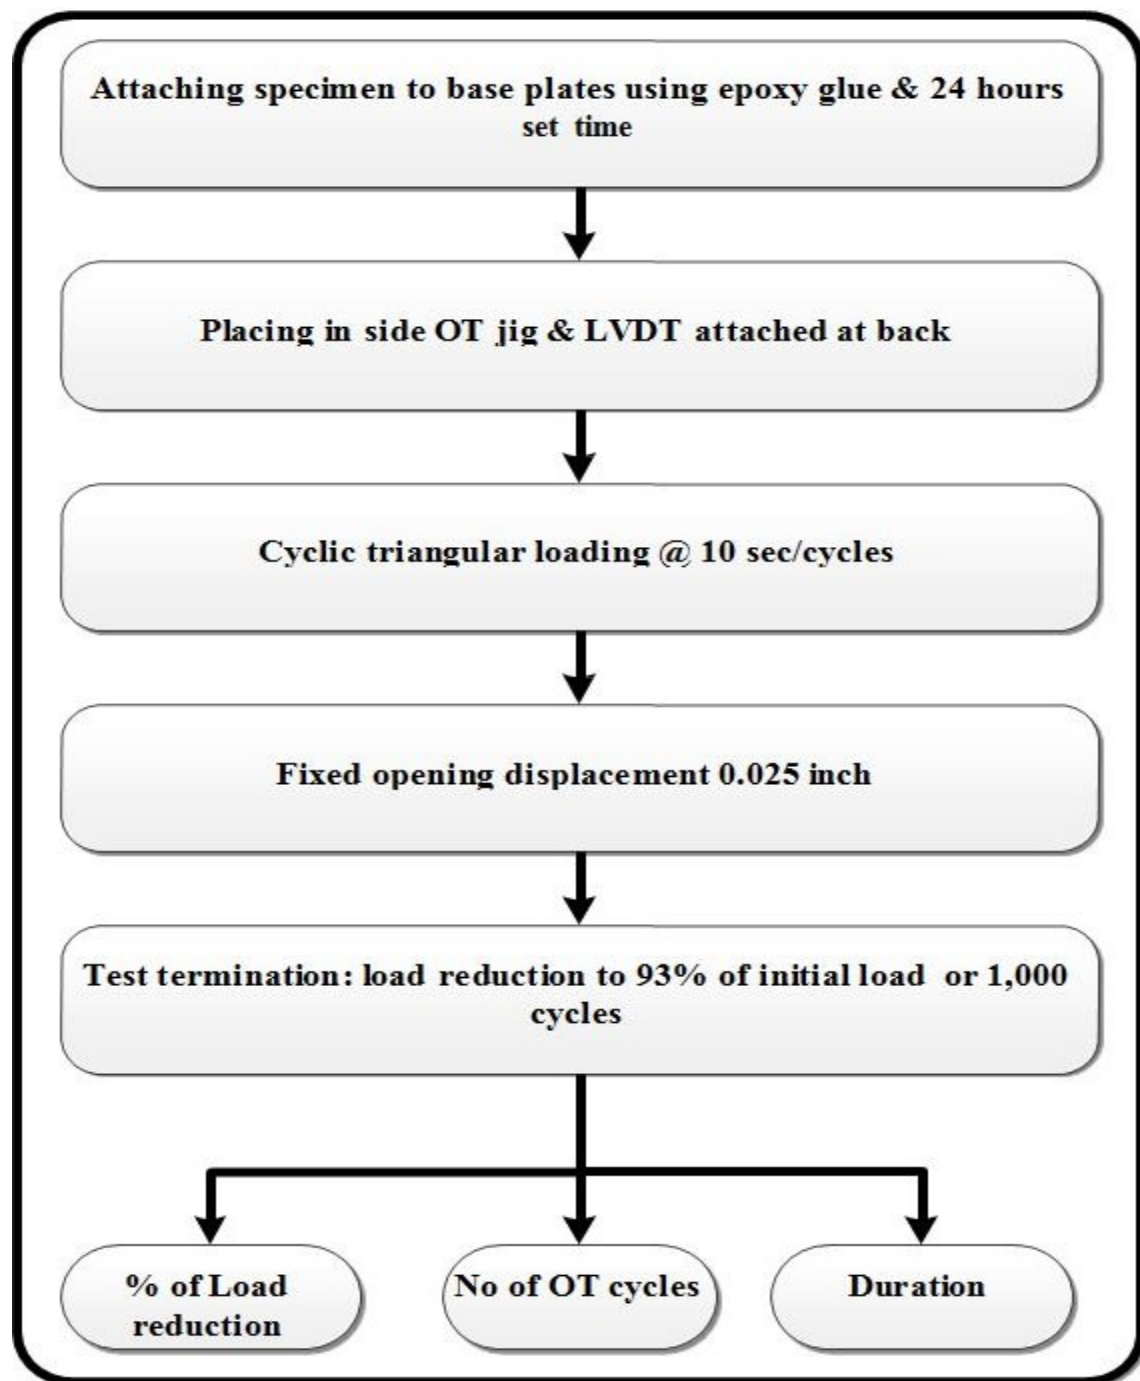 Attaching specimen to base plates using epoxy glue & 24 hours
set time
Placing in side OT jig & LVDT attached at back
Cyclic triangular loading @ 10 sec/cycles
Fixed opening displacement 0.025 inch
Test termination: load reduction to 93% of initial load or 1,000
cycles
% of Load
reduction
No of OT cycles
Duration